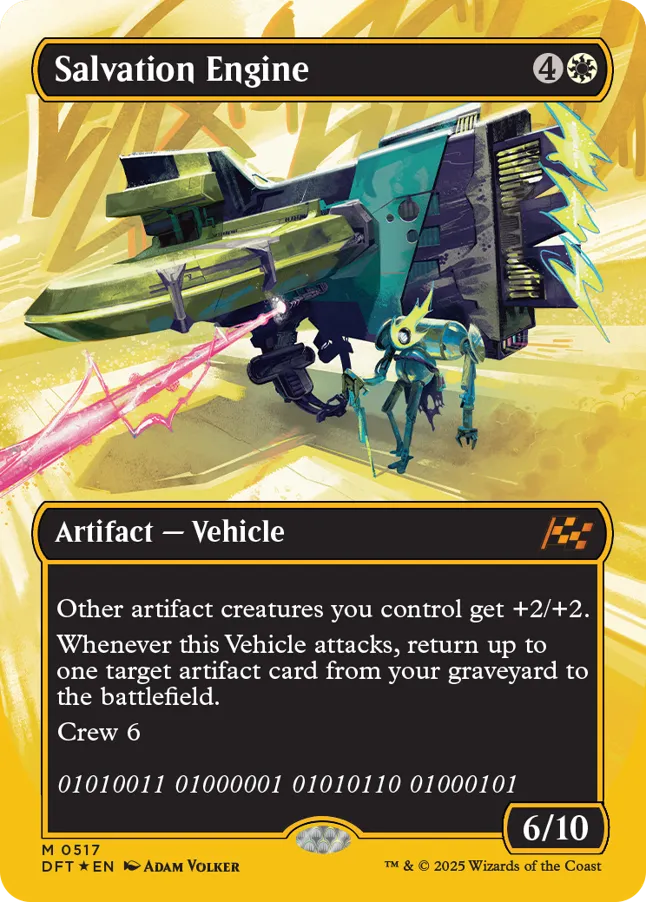 Salvation Engine 4
Artifact — Vehicle
Other artifact creatures you control get +2/+2.
Whenever this Vehicle attacks, return up to
one target artifact card from your graveyard to
the battlefield.
Crew 6
01010011 01000001 01010110 01000101
6/10
M 0517
DFT★EN Adam Volker
™ & © 2025 Wizards of the Coast